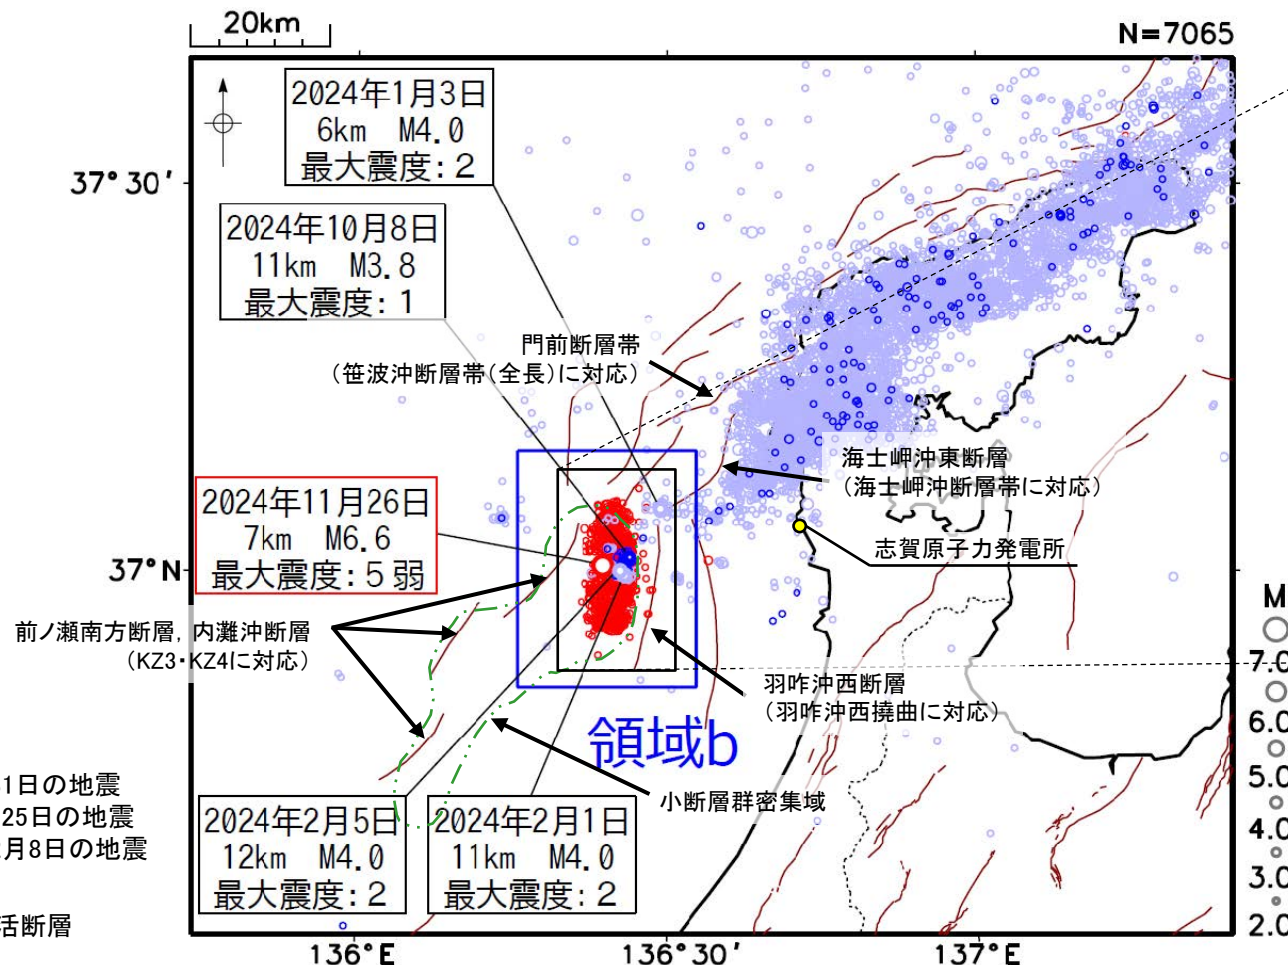 20km
N=7065
2024年1月3日
6km M4.0
最大震度:2
37°30′
2024年10月8日
11km M3.8
最大震度:1
門前断層帯
(笹波沖断層帯(全長)に対応)
海士岬沖東断層
(海士岬沖断層帯に対応)
2024年11月26日
7km M6.6
最大震度:5弱
志賀原子力発電所
37°N
前ノ瀬南方断層, 内灘沖断層
(KZ3・KZ4に対応)
羽咋沖西断層
(羽咋沖西撓曲に対応)
領域b
小断層群密集域
1日の地震
25日の地震
月8日の地震
活断層
2024年2月5日
12km M4.0
最大震度:2
2024年2月1日
11km M4.0
最大震度:2
M
7.0
6.0
5.0
4.0
3.0
2.0
136°E
136°30′
137°E